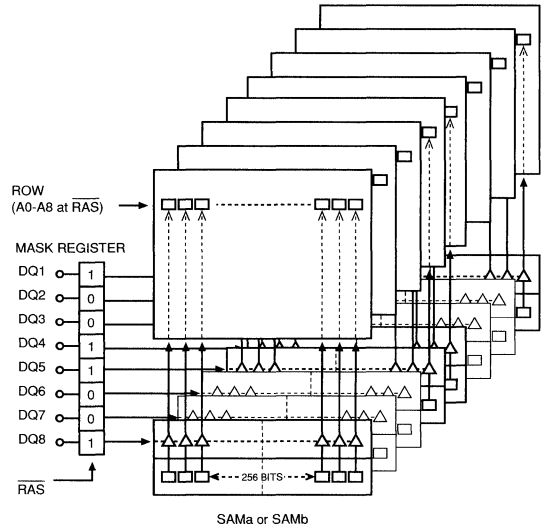 ROW
(A0-A8 at RAS)
MASK REGISTER
DQ1 1
DQ2 0
DQ3 0
DQ4 1
DQ5 1
DQ6 0
DQ7 0
DQ8 1
RAS
256 BITS
SAMa or SAMb